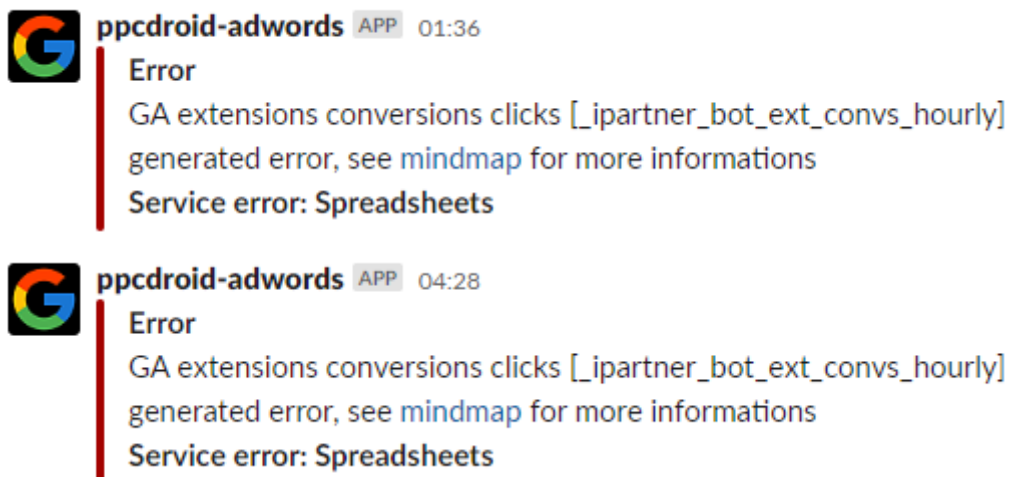 ppcdroid-adwords APP 01:36
Error
GA extensions conversions clicks [_ipartner_bot_ext_convs_hourly]
generated error, see mindmap for more informations
Service error: Spreadsheets
ppcdroid-adwords APP 04:28
Error
GA extensions conversions clicks [_ipartner_bot_ext_convs_hourly]
generated error, see mindmap for more informations
Service error: Spreadsheets